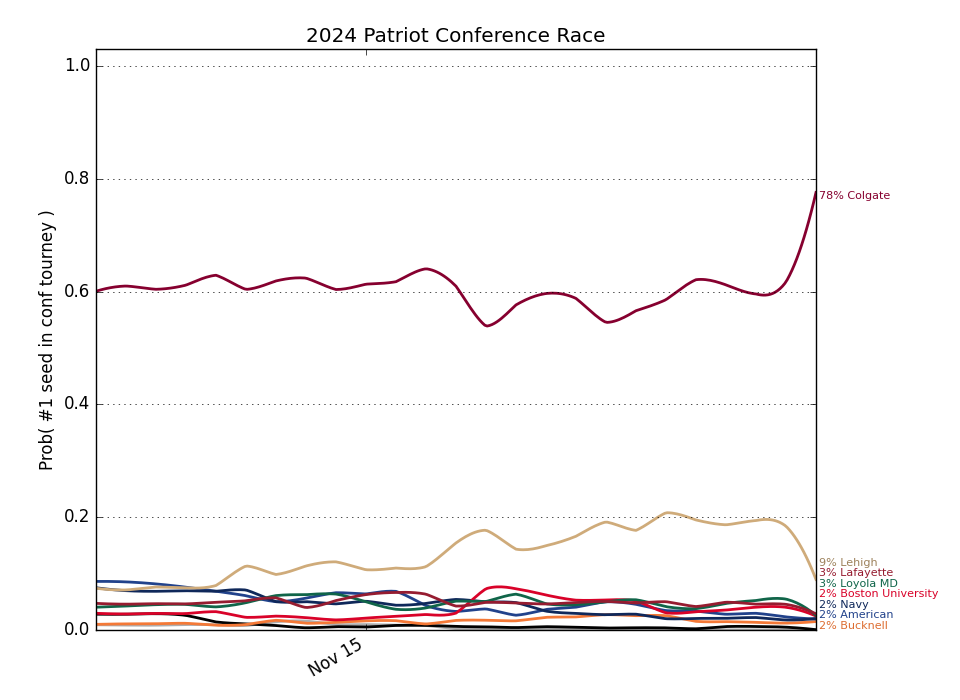 2024 Patriot Conference Race
Prob( #1 seed in conf tourney )
1.0
0.8
0.6
0.4
0.2
0.0
Nov 15
78% Colgate
9% Lehigh
3% Lafayette
3% Loyola MD
2% Boston University
2% Navy
2% American
2% Bucknell